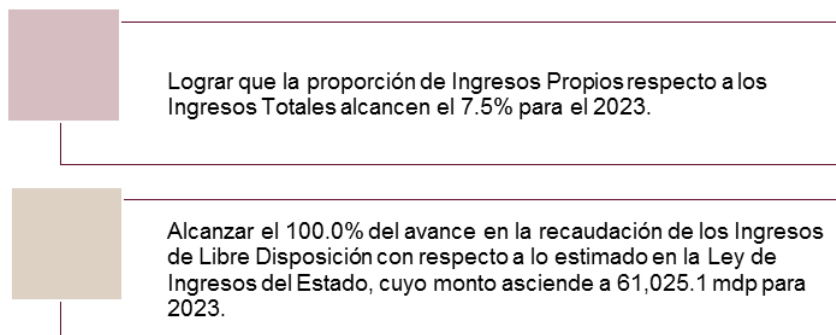 Lograr que la proporción de Ingresos Propios respecto a los
Ingresos Totales alcancen el 7.5% para el 2023.
Alcanzar el 100.0% del avance en la recaudación de los Ingresos
de Libre Disposición con respecto a lo estimado en la Ley de
Ingresos del Estado, cuyo monto asciende a 61,025.1 mdp para
2023.